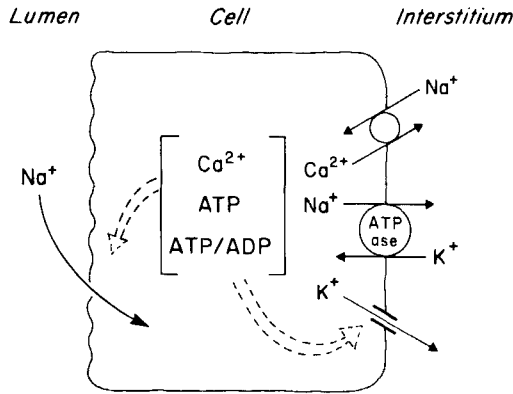 Lumen
Cell
Interstitium
Na⁺
Ca²⁺
Na⁺
Ca²⁺
ATP
ATP/ADP
Na⁺
ATP
ase
K⁺
K⁺